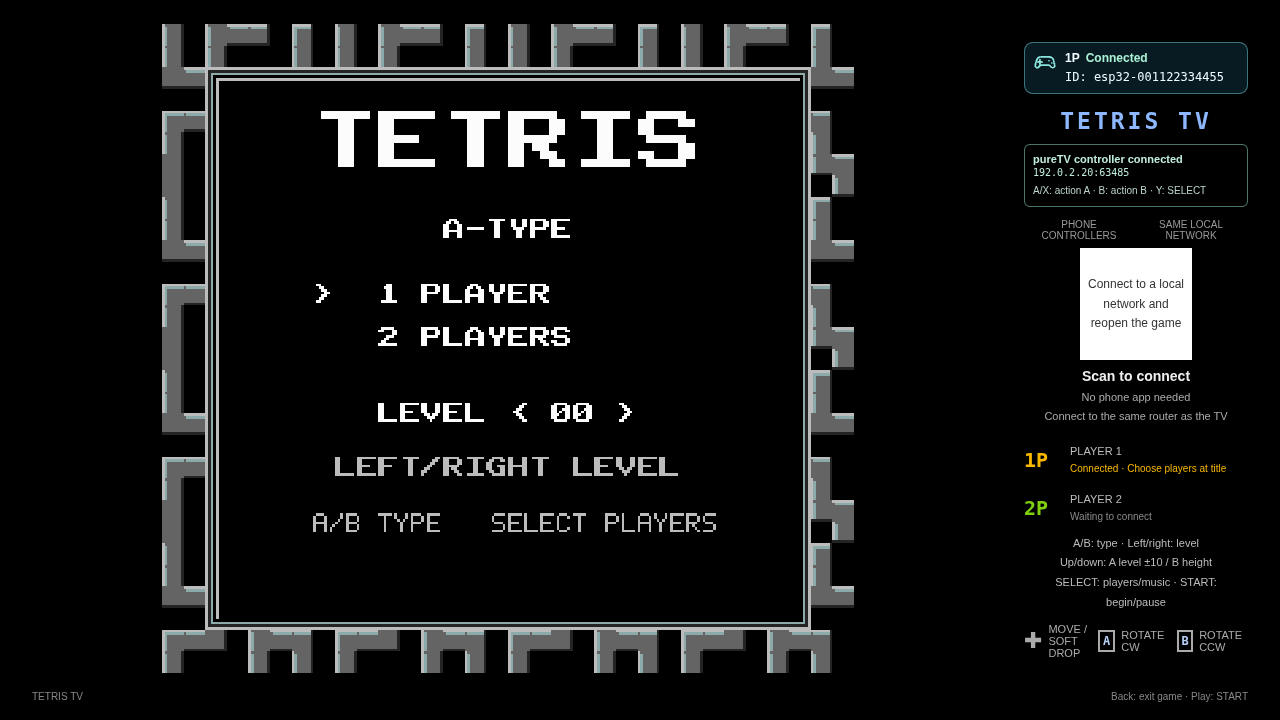 TETRIS
A-TYPE
> 1 PLAYER
2 PLAYERS
LEVEL < 00 >
LEFT/RIGHT LEVEL
A/B TYPE SELECT PLAYERS
1P Connected
ID: esp32-001122334455
TETRIS TV
pureTV controller connected
192.0.2.20:63485
A/X: action A · B: action B · Y: SELECT
PHONE CONTROLLERS
SAME LOCAL NETWORK
Connect to a local
network and
reopen the game
Scan to connect
No phone app needed
Connect to the same router as the TV
1P PLAYER 1
Connected · Choose players at title
2P PLAYER 2
Waiting to connect
A/B: type · Left/right: level
Up/down: A level ±10 / B height
SELECT: players/music · START:
begin/pause
MOVE / SOFT DROP
A ROTATE CW
B ROTATE CCW
TETRIS TV
Back: exit game · Play: START